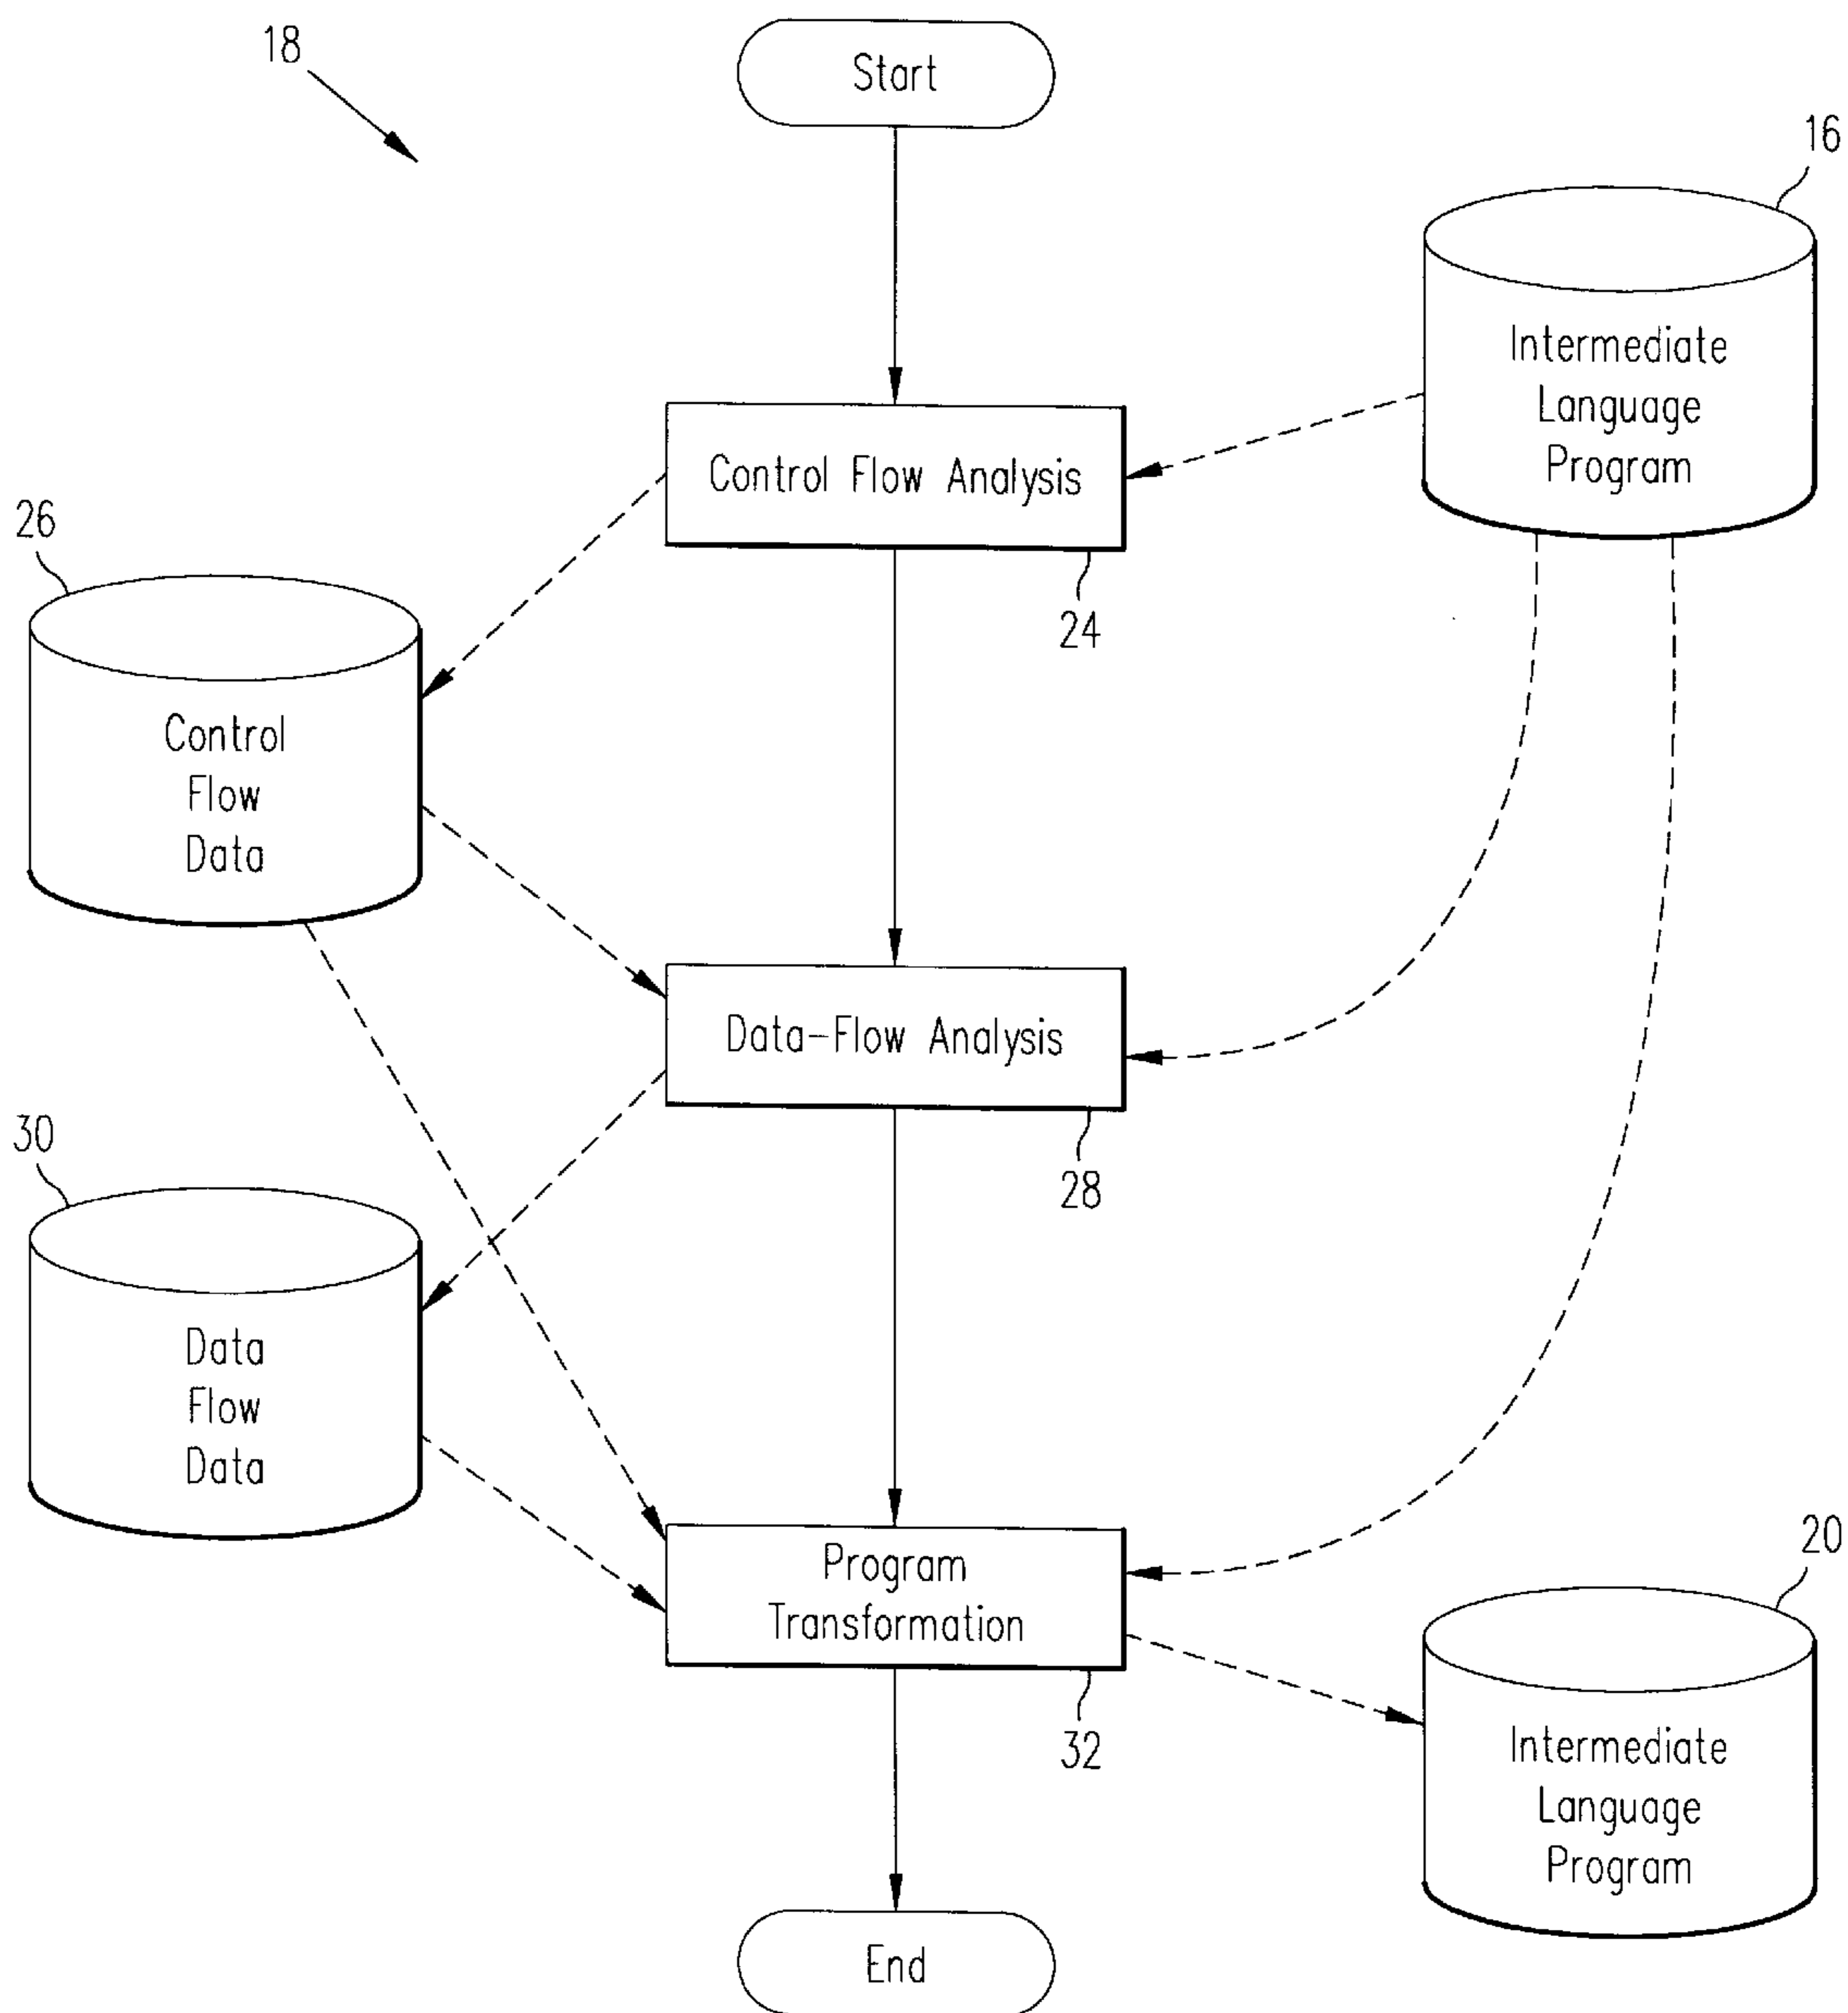 18
Start
16
Intermediate
Language
Program
Control Flow Analysis
24
26
Control
Flow
Data
Data-Flow Analysis
28
30
Data
Flow
Data
Program
Transformation
32
20
Intermediate
Language
Program
End